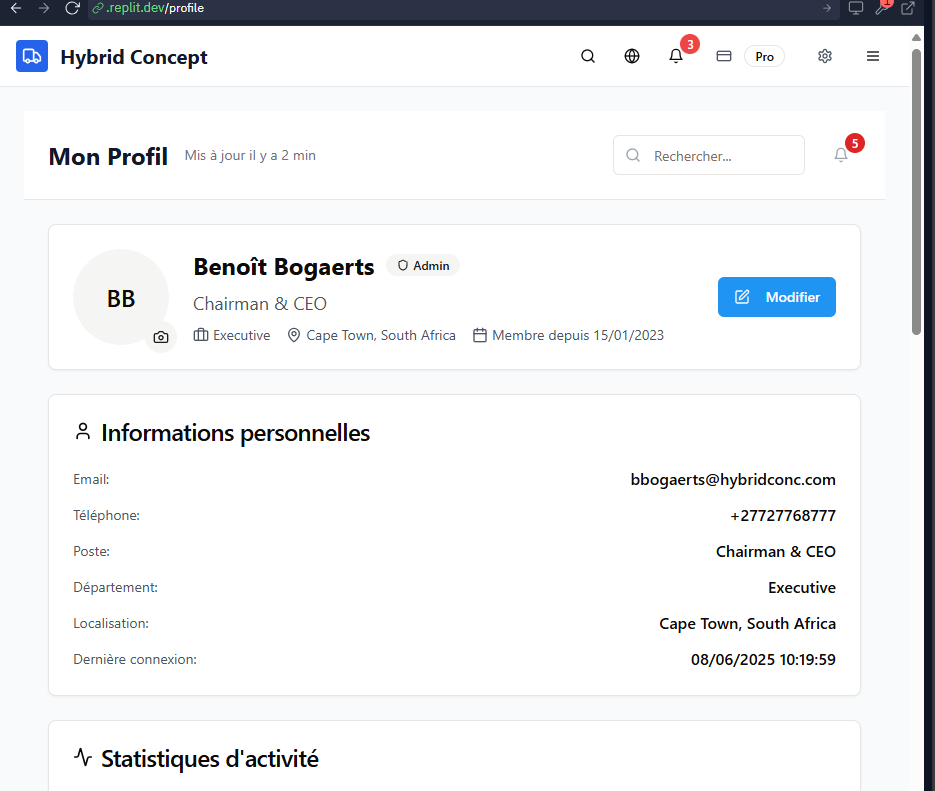 .replit.dev/profile
1
Hybrid Concept
3
Pro
Mon Profil
Mis à jour il y a 2 min
Rechercher...
5
BB
Benoît Bogaerts
Admin
Chairman & CEO
Executive
Cape Town, South Africa
Membre depuis 15/01/2023
Modifier
Informations personnelles
Email: bbogaerts@hybridconc.com
Téléphone: +27727768777
Poste: Chairman & CEO
Département: Executive
Localisation: Cape Town, South Africa
Dernière connexion: 08/06/2025 10:19:59
Statistiques d'activité